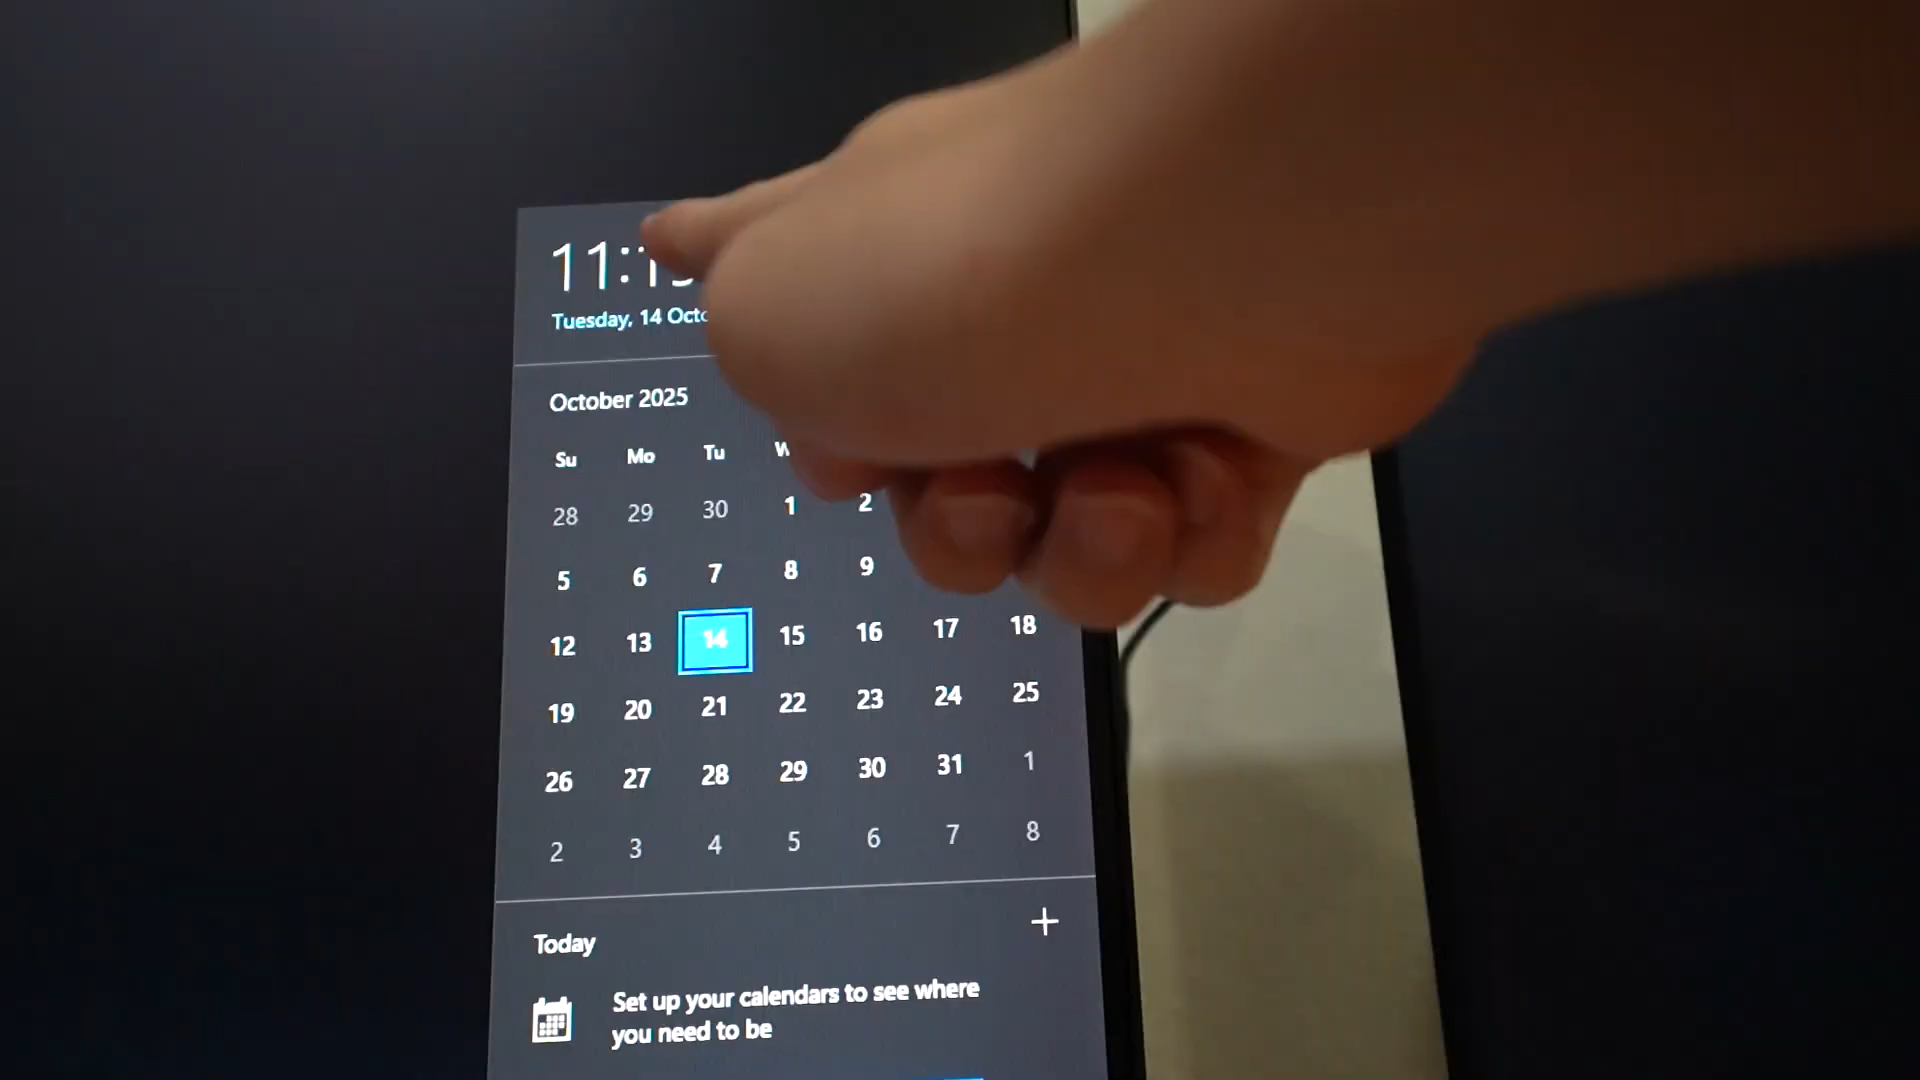 11:1
Tuesday, 14
October 2025
Su Mo Tu
28 29 30 1 2
5 6 7 8 9
12 13 14 15 16 17 18
19 20 21 22 23 24 25
26 27 28 29 30 31 1
2 3 4 5 6 7 8
Today
+
Set up your calendars to see where
you need to be